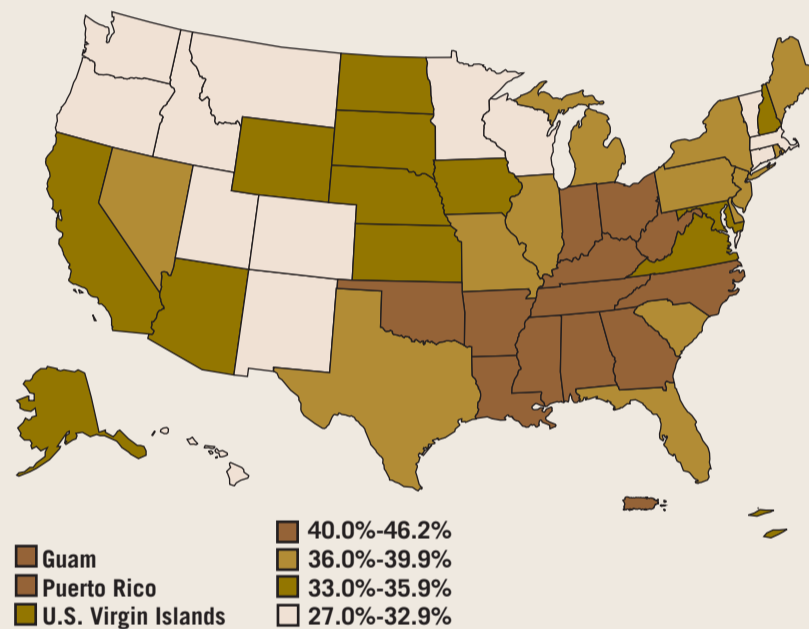 Guam
Puerto Rico
U.S. Virgin Islands
40.0%-46.2%
36.0%-39.9%
33.0%-35.9%
27.0%-32.9%